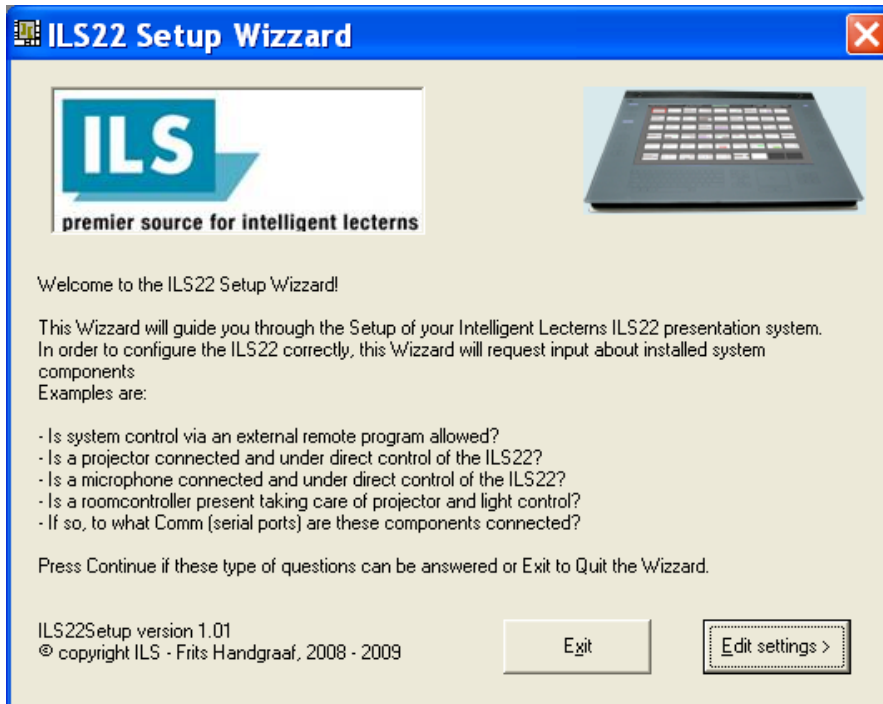 ILS22 Setup Wizzard
ILS
premier source for intelligent lecterns
Welcome to the ILS22 Setup Wizzard!
This Wizzard will guide you through the Setup of your Intelligent Lecterns ILS22 presentation system.
In order to configure the ILS22 correctly, this Wizzard will request input about installed system
components
Examples are:
- Is system control via an external remote program allowed?
- Is a projector connected and under direct control of the ILS22?
- Is a microphone connected and under direct control of the ILS22?
- Is a roomcontroller present taking care of projector and light control?
- If so, to what Comm (serial ports) are these components connected?
Press Continue if these type of questions can be answered or Exit to Quit the Wizzard.
ILS22Setup version 1.01
© copyright ILS - Frits Handgraaf, 2008 - 2009
Exit
Edit settings >